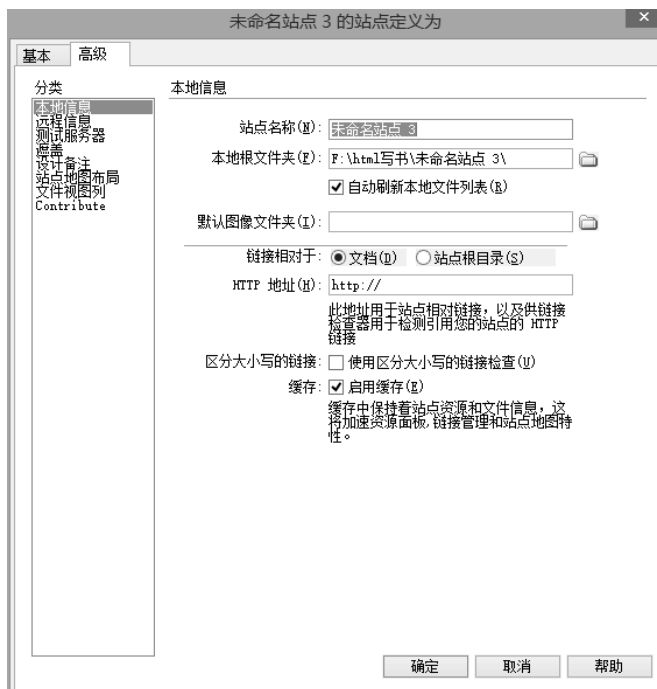 未命名站点 3 的站点定义为
基本 高级
分类
本地信息
远程信息
测试服务器
遮盖
设计备注
站点地图布局
文件视图列
Contribute
本地信息
站点名称(N): 未命名站点 3
本地根文件夹(F): F:\html写书\未命名站点 3\
自动刷新本地文件列表(R)
默认图像文件夹(I):
链接相对于: 文档(D) 站点根目录(S)
HTTP 地址(H): http://
此地址用于站点相对链接，以及供链接
检查器用于检测引用您的站点的 HTTP
链接
区分大小写的链接: 使用区分大小写的链接检查(U)
缓存: 启用缓存(E)
缓存中保持着站点资源和文件信息，这
将加速资源面板,链接管理和站点地图特
性。
确定 取消 帮助